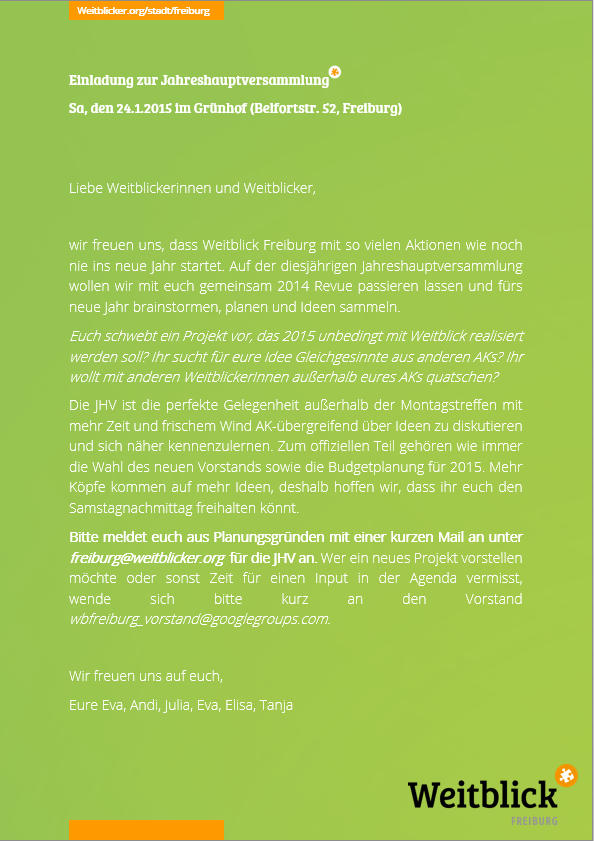 Weitblicker.org/stadt/freiburg
Einladung zur Jahreshauptversammlung
Sa, den 24.1.2015 im Grünhof (Belfortstr. 52, Freiburg)
Liebe Weitblickerinnen und Weitblicker,
wir freuen uns, dass Weitblick Freiburg mit so vielen Aktionen wie noch
nie ins neue Jahr startet. Auf der diesjährigen Jahreshauptversammlung
wollen wir mit euch gemeinsam 2014 Revue passieren lassen und fürs
neue Jahr brainstormen, planen und Ideen sammeln.
Euch schwebt ein Projekt vor, das 2015 unbedingt mit Weitblick realisiert
werden soll? Ihr sucht für eure Idee Gleichgesinnte aus anderen AKs? Ihr
wollt mit anderen WeitblickerInnen außerhalb eures AKs quatschen?
Die JHV ist die perfekte Gelegenheit außerhalb der Montagstreffen mit
mehr Zeit und frischem Wind AK-übergreifend über Ideen zu diskutieren
und sich näher kennenzulernen. Zum offiziellen Teil gehören wie immer
die Wahl des neuen Vorstands sowie die Budgetplanung für 2015. Mehr
Köpfe kommen auf mehr Ideen, deshalb hoffen wir, dass ihr euch den
Samstagnachmittag freihalten könnt.
Bitte meldet euch aus Planungsgründen mit einer kurzen Mail an unter
freiburg@weitblicker.org für die JHV an. Wer ein neues Projekt vorstellen
möchte oder sonst Zeit für einen Input in der Agenda vermisst,
wende sich bitte kurz an den Vorstand
wbfreiburg_vorstand@googlegroups.com.
Wir freuen uns auf euch,
Eure Eva, Andi, Julia, Eva, Elisa, Tanja
Weitblick
FREIBURG